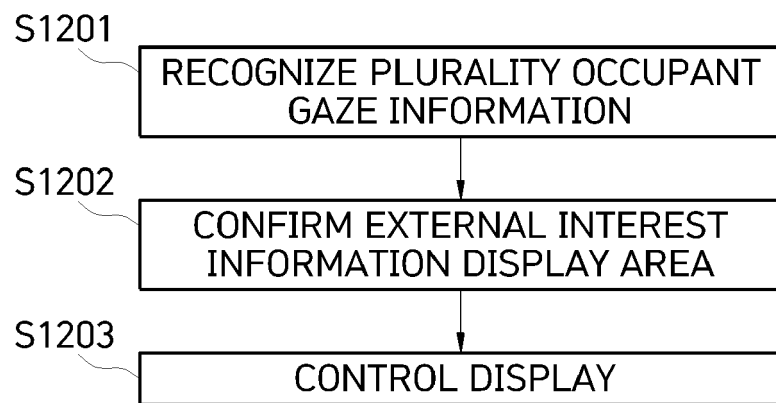 S1201
RECOGNIZE PLURALITY OCCUPANT
GAZE INFORMATION
S1202
CONFIRM EXTERNAL INTEREST
INFORMATION DISPLAY AREA
S1203
CONTROL DISPLAY